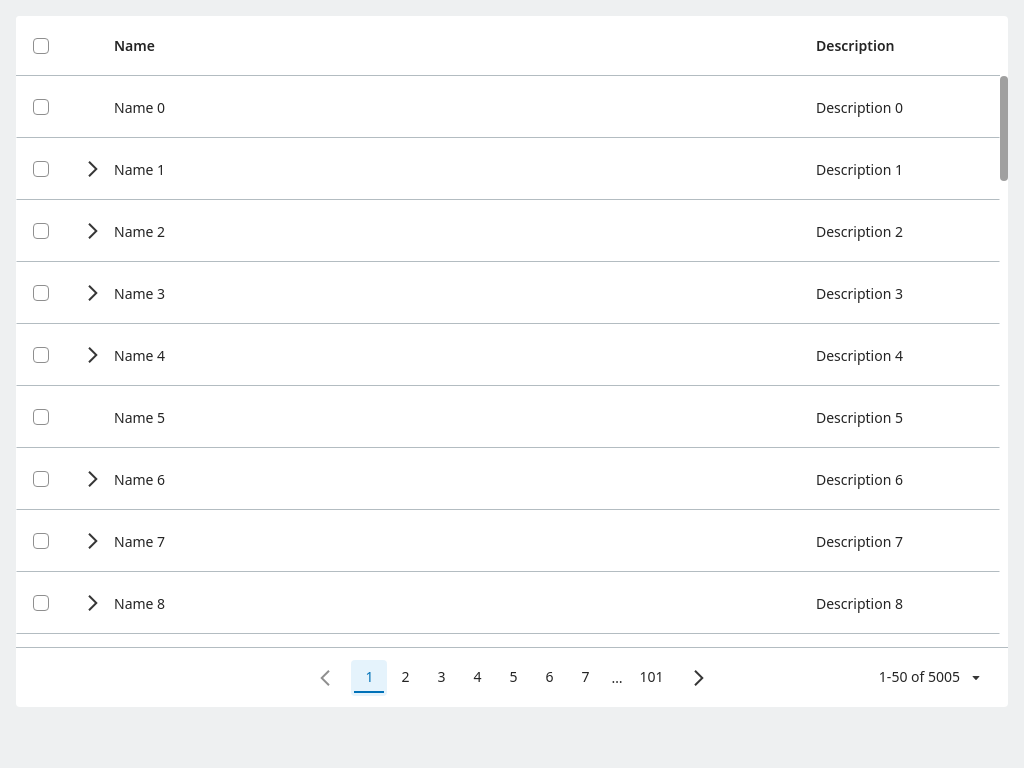 Name Description
Name 0 Description 0
Name 1 Description 1
Name 2 Description 2
Name 3 Description 3
Name 4 Description 4
Name 5 Description 5
Name 6 Description 6
Name 7 Description 7
Name 8 Description 8
1 2 3 4 5 6 7 ... 101 1-50 of 5005